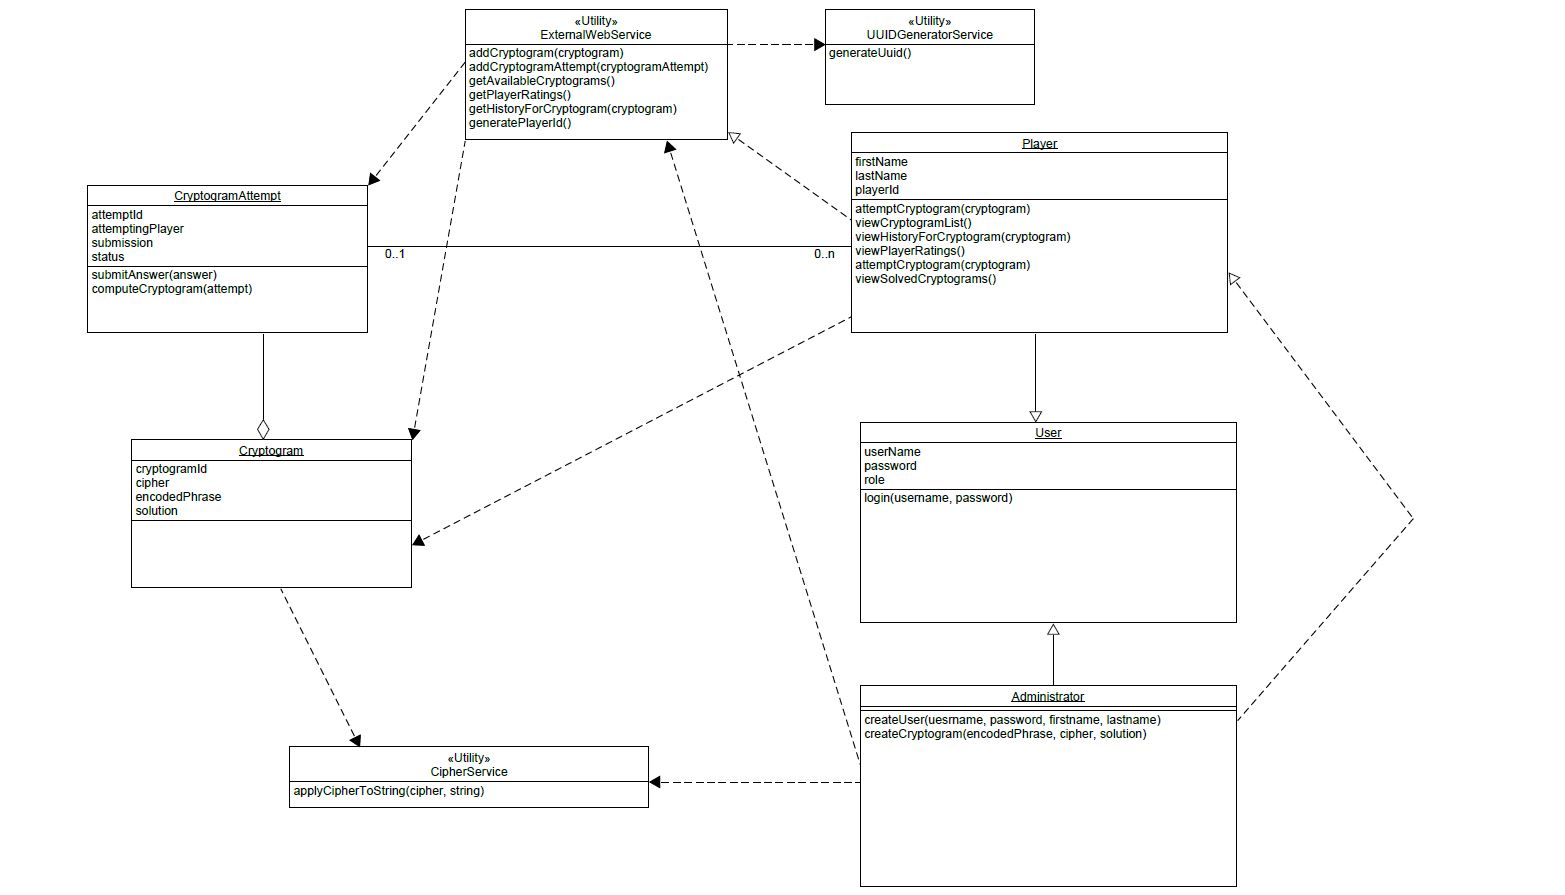 «Utility»
ExternalWebService
addCryptogram(cryptogram)
addCryptogramAttempt(cryptogramAttempt)
getAvailableCryptograms()
getPlayerRatings()
getHistoryForCryptogram(cryptogram)
generatePlayerId()
«Utility»
UUIDGeneratorService
generateUuid()
Player
firstName
lastName
playerId
attemptCryptogram(cryptogram)
viewCryptogramList()
viewHistoryForCryptogram(cryptogram)
viewPlayerRatings()
attemptCryptogram(cryptogram)
viewSolvedCryptograms()
CryptogramAttempt
attemptId
attemptingPlayer
submission
status
submitAnswer(answer)
computeCryptogram(attempt)
0..1
0..n
Cryptogram
cryptogramId
cipher
encodedPhrase
solution
User
userName
password
role
login(username, password)
Administrator
createUser(uesrname, password, firstname, lastname)
createCryptogram(encodedPhrase, cipher, solution)
«Utility»
CipherService
applyCipherToString(cipher, string)